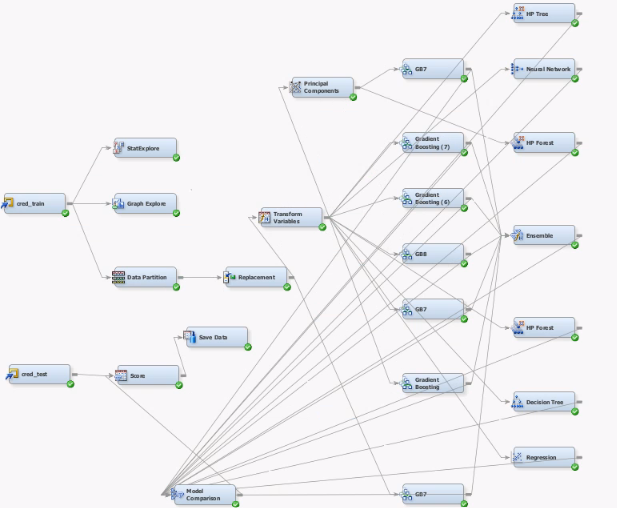 HP Tree
Neural Network
GB7
Principal
Components
Gradient
Boosting (7)
HP Forest
StatExplore
Gradient
Boosting (6)
cred_train
Graph Explore
Transform
Variables
Ensemble
GB8
Data Partition
Replacement
GB7
HP Forest
Save Data
cred_test
Score
Gradient
Boosting
Decision Tree
Regression
Model
Comparison
GB7